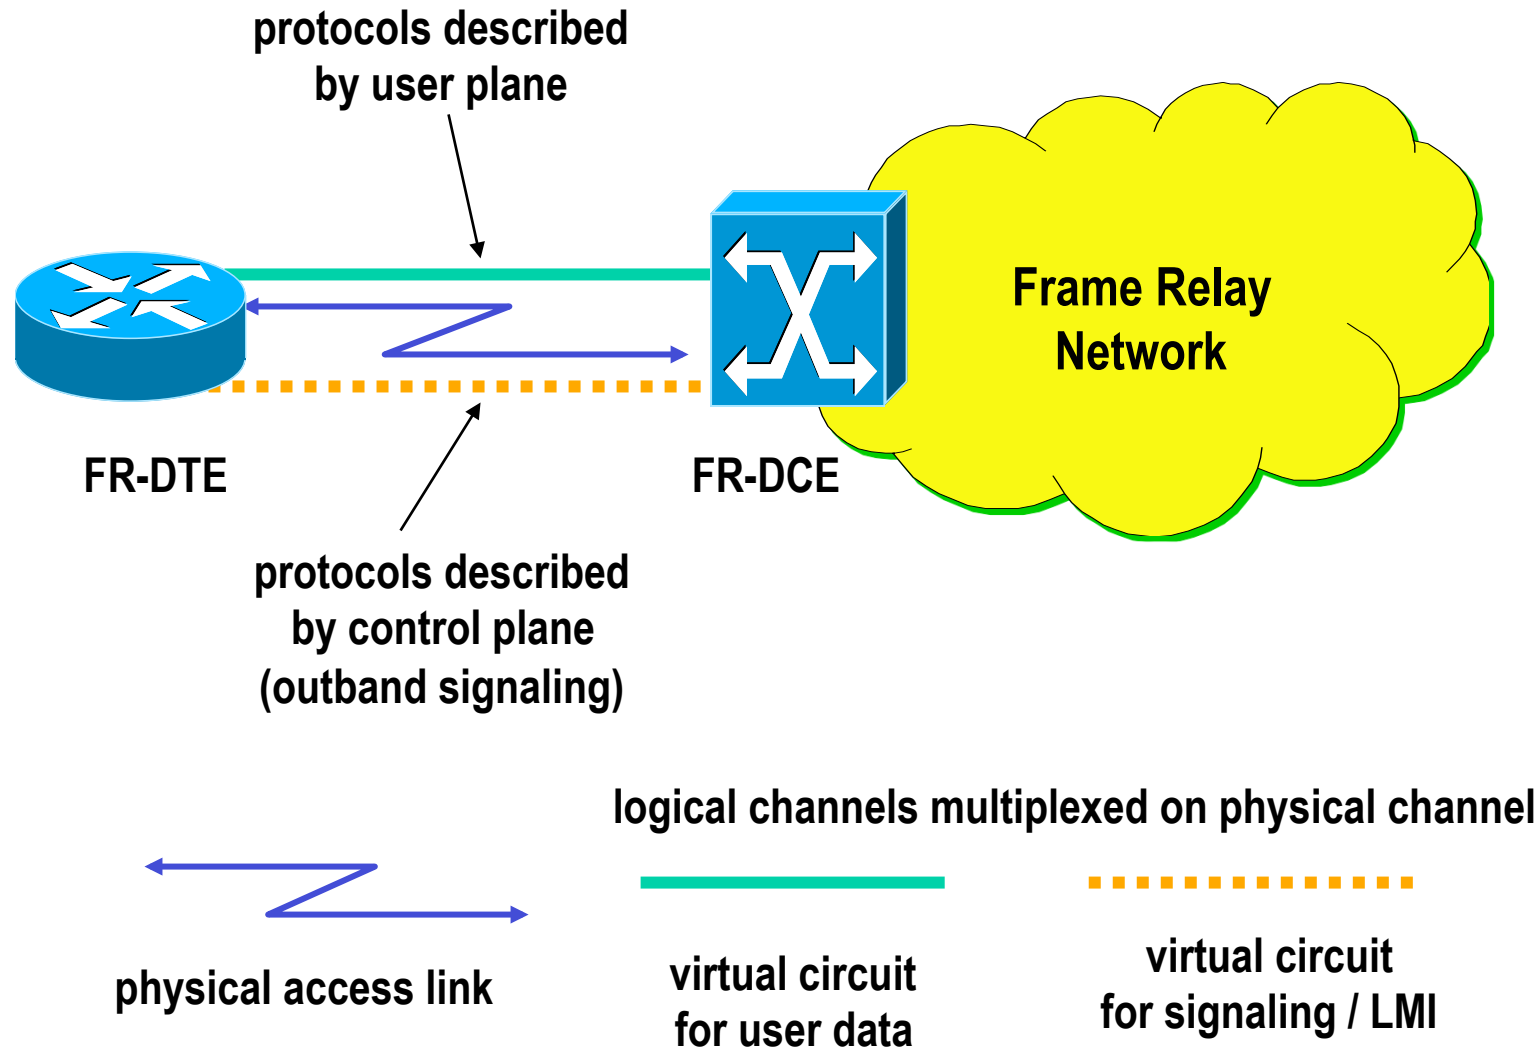 protocols described
by user plane
Frame Relay
Network
FR-DTE
FR-DCE
protocols described
by control plane
(outband signaling)
logical channels multiplexed on physical channel
physical access link
virtual circuit
for user data
virtual circuit
for signaling / LMI